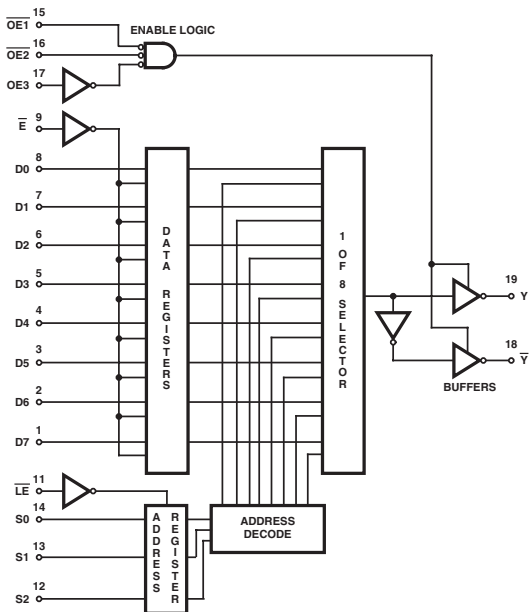 OE1 15
ENABLE LOGIC
OE2 16
OE3 17
E 9
D0 8
D1 7
D2 6
D3 5
D4 4
D5 3
D6 2
D7 1
DATA REGISTERS
1 OF 8 SELECTOR
19 Y
18 Y
BUFFERS
LE 11
S0 14
S1 13
S2 12
ADDRESS REGISTER
ADDRESS
DECODE